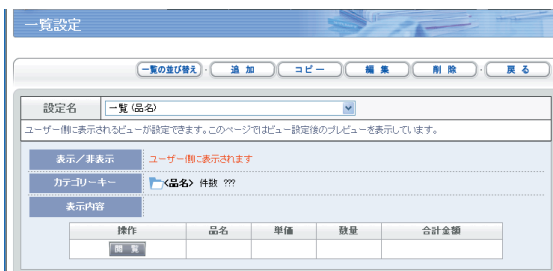 一覧設定
一覧の並び替え 追 加 コピー 編 集 削 除 戻 る
設定名 一覧 (品名)
ユーザー側に表示されるビューが設定できます。このページではビュー設定後のプレビューを表示しています。
表示／非表示 ユーザー側に表示されます
カテゴリーキー <品名> 件数 ???
表示内容
操作 品名 単価 数量 合計金額
閲 覧